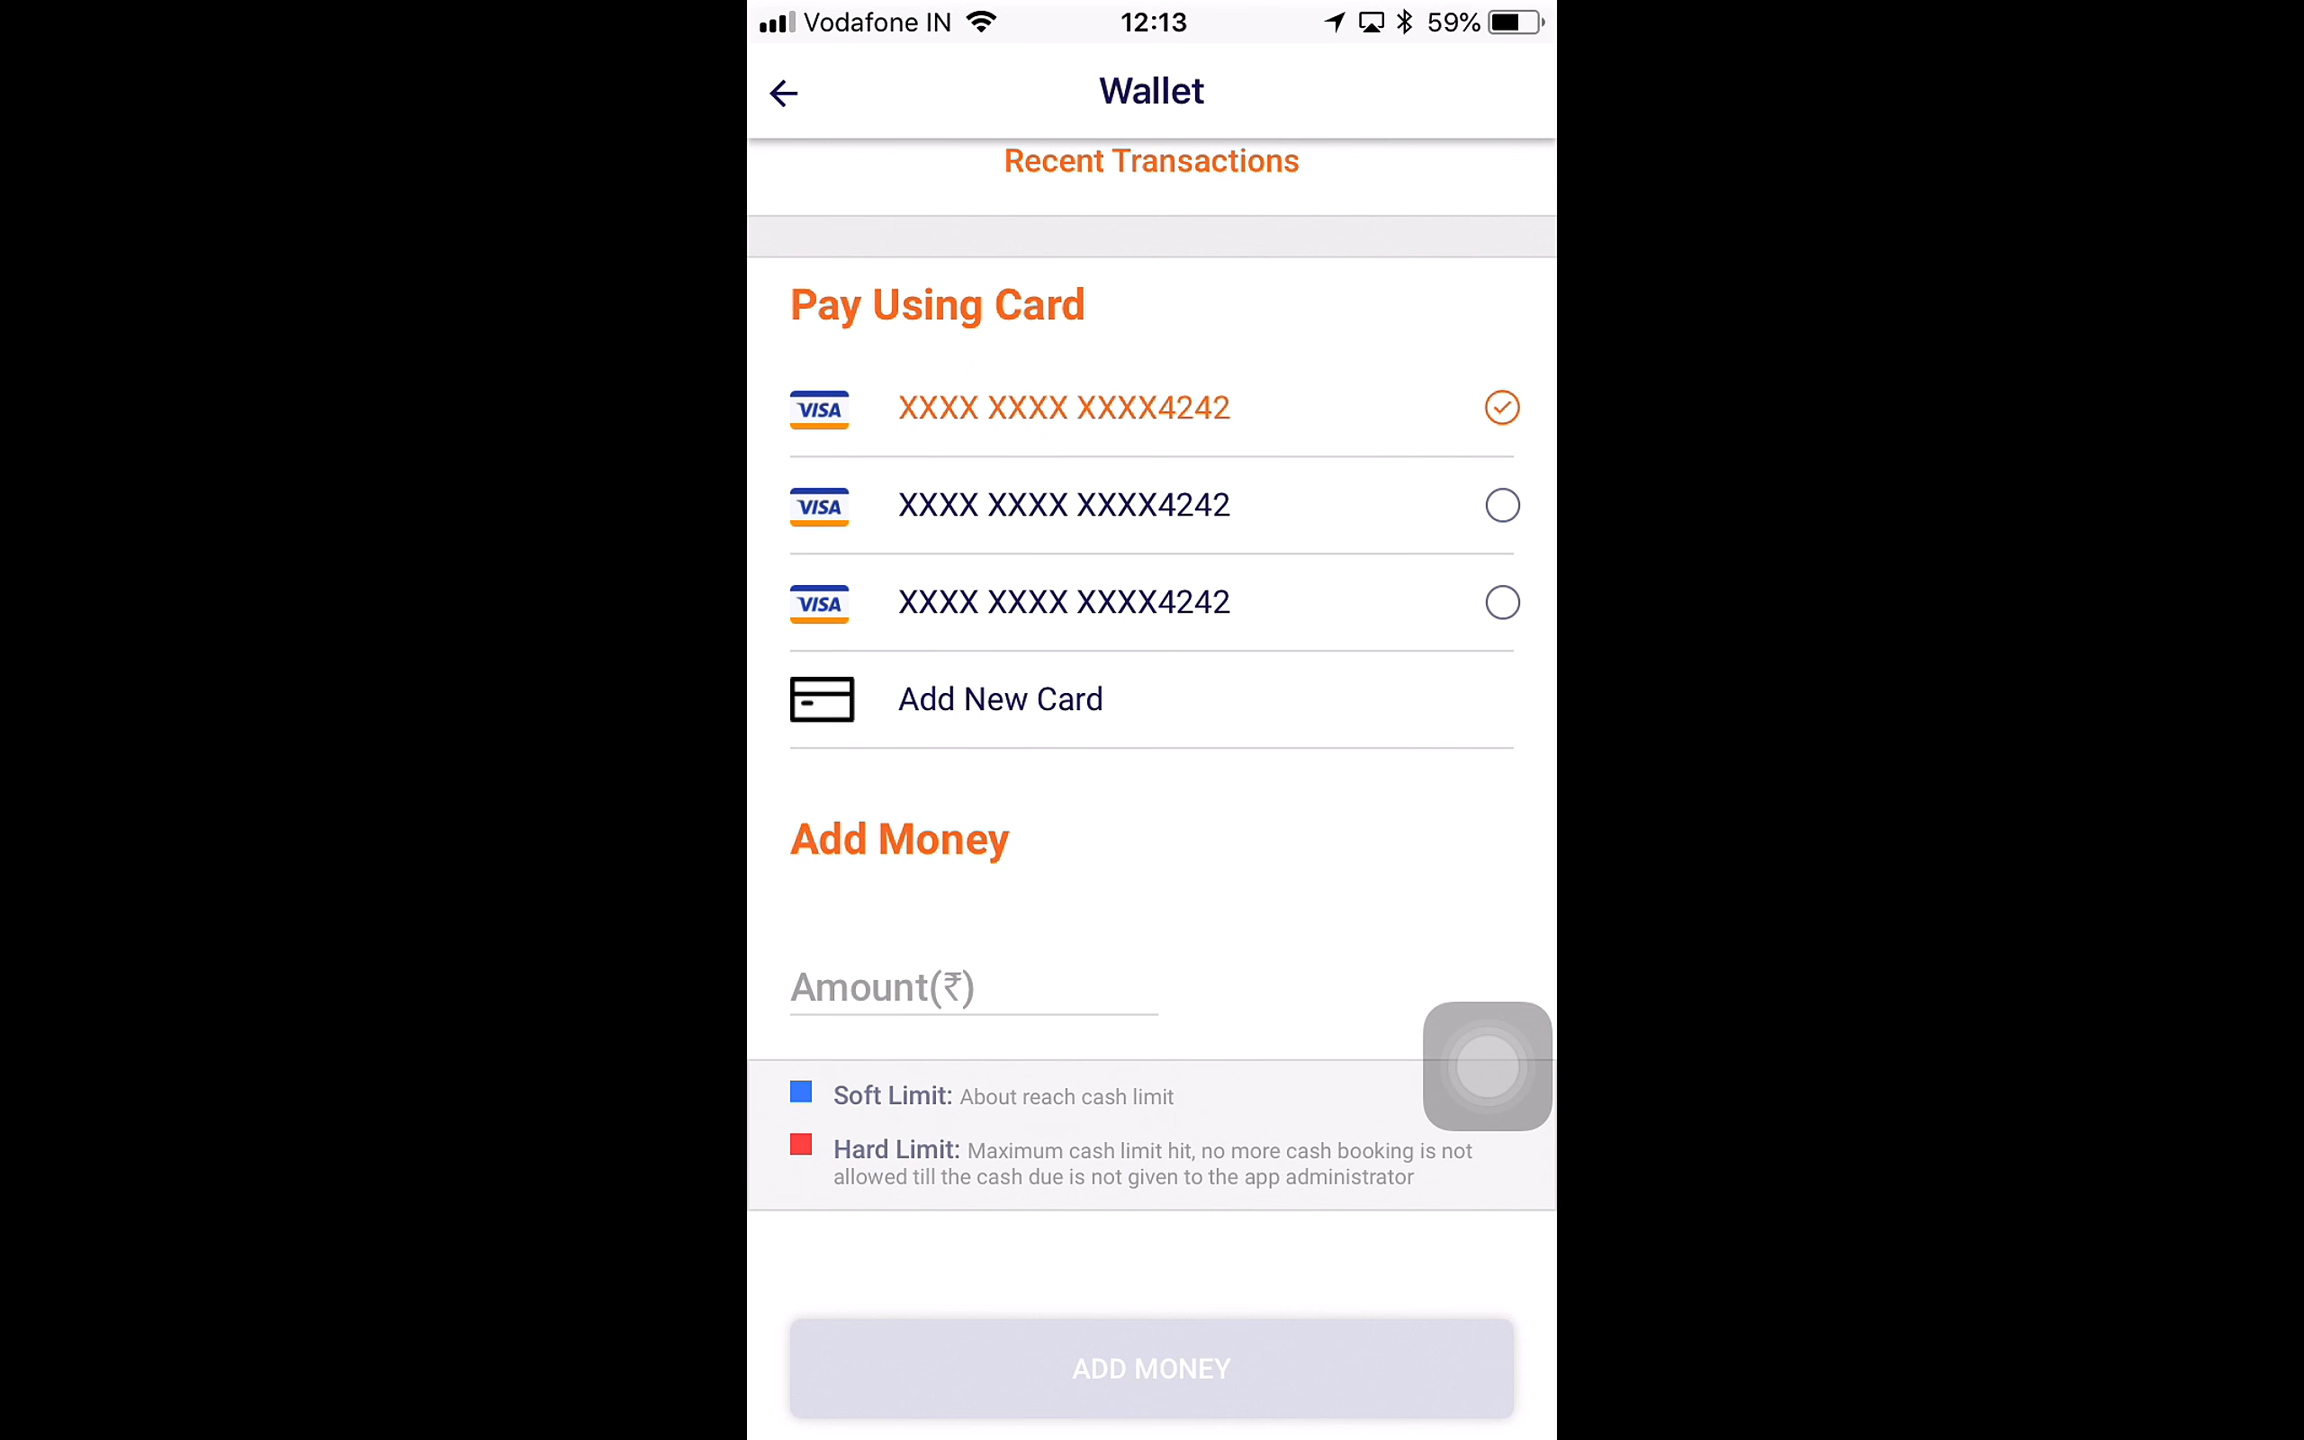 Vodafone IN 12:13 59%
Wallet
Recent Transactions
Pay Using Card
VISA XXXX XXXX XXXX4242
VISA XXXX XXXX XXXX4242
VISA XXXX XXXX XXXX4242
Add New Card
Add Money
Amount(₹)
Soft Limit: About reach cash limit
Hard Limit: Maximum cash limit hit, no more cash booking is not
allowed till the cash due is not given to the app administrator
ADD MONEY